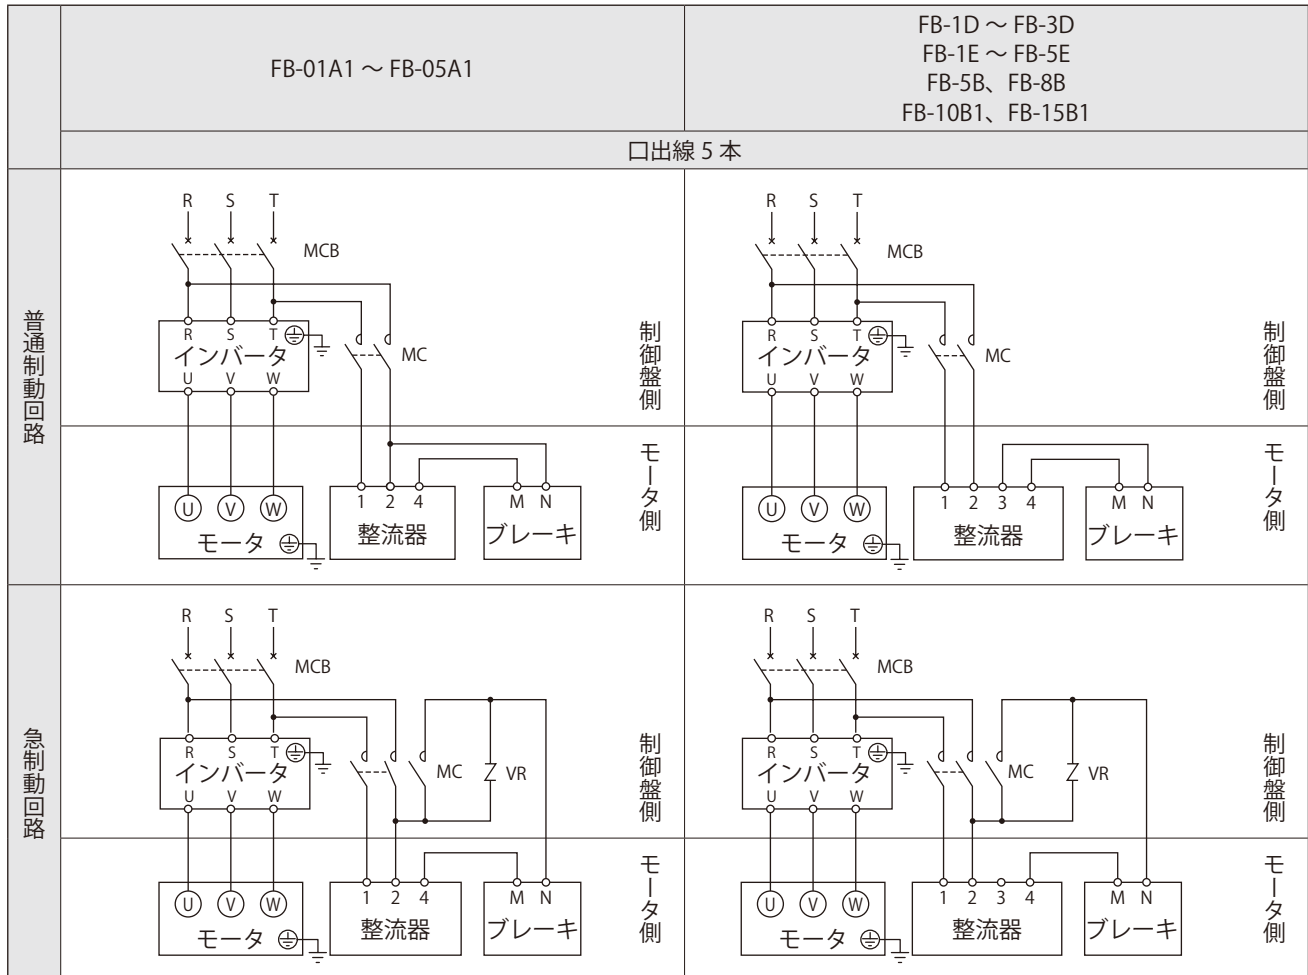 FB-01A1 ～ FB-05A1
FB-1D ～ FB-3D
FB-1E ～ FB-5E
FB-5B、FB-8B
FB-10B1、FB-15B1
口出線 5 本
普通制動回路
R S T
MCB
R S T
インバータ
U V W
MC
制御盤側
U V W
モータ
1 2 4
整流器
M N
ブレーキ
モータ側
R S T
MCB
R S T
インバータ
U V W
MC
制御盤側
U V W
モータ
1 2 3 4
整流器
M N
ブレーキ
モータ側
急制動回路
R S T
MCB
R S T
インバータ
U V W
MC
VR
制御盤側
U V W
モータ
1 2 4
整流器
M N
ブレーキ
モータ側
R S T
MCB
R S T
インバータ
U V W
MC
VR
制御盤側
U V W
モータ
1 2 3 4
整流器
M N
ブレーキ
モータ側